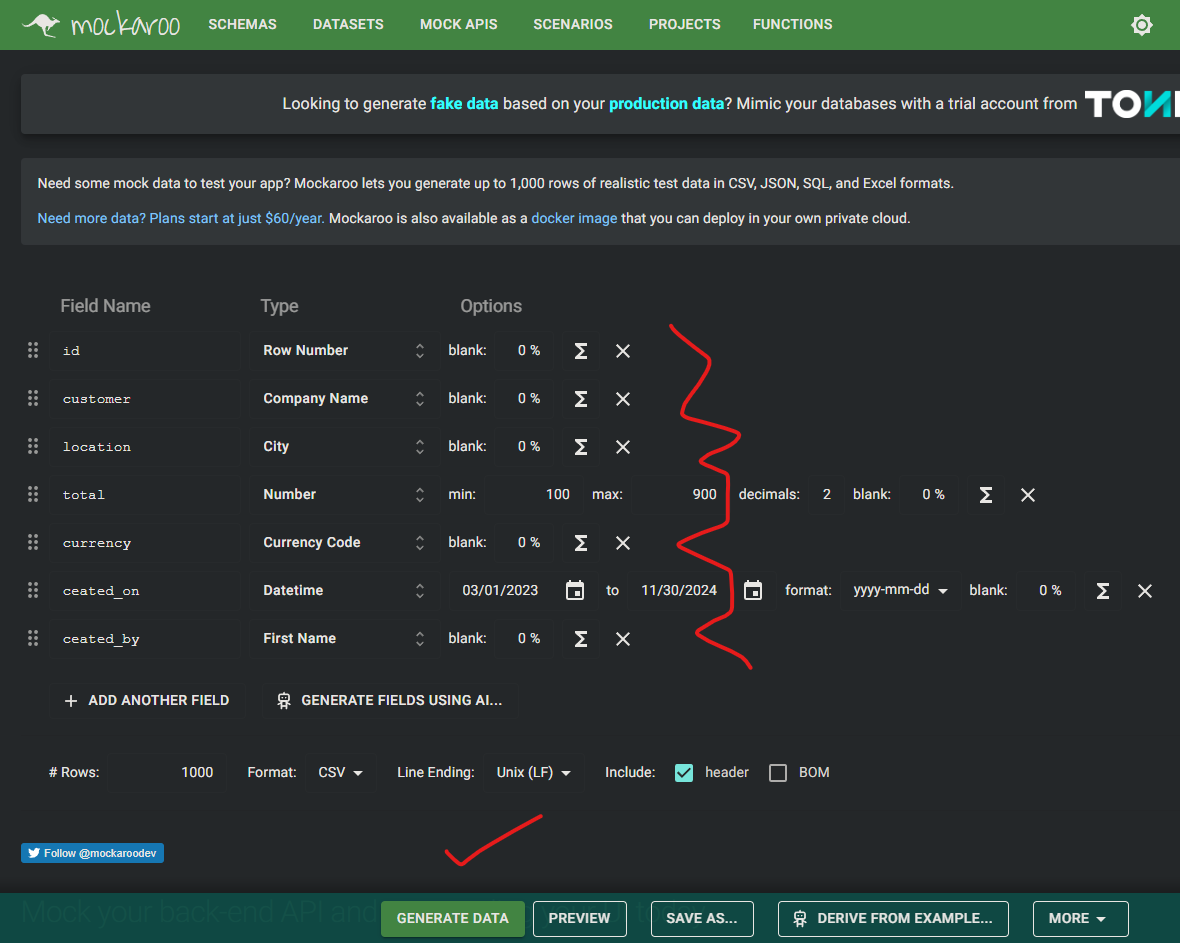 mockaroo SCHEMAS DATASETS MOCK APIS SCENARIOS PROJECTS FUNCTIONS
Looking to generate fake data based on your production data? Mimic your databases with a trial account from
Need some mock data to test your app? Mockaroo lets you generate up to 1,000 rows of realistic test data in CSV, JSON, SQL, and Excel formats.
Need more data? Plans start at just $60/year. Mockaroo is also available as a docker image that you can deploy in your own private cloud.
Field Name Type Options
id Row Number blank: 0 % Σ
customer Company Name blank: 0 % Σ
location City blank: 0 % Σ
total Number min: 100 max: 900 decimals: 2 blank: 0 % Σ
currency Currency Code blank: 0 % Σ
ceated_on Datetime 03/01/2023 to 11/30/2024 format: yyyy-mm-dd blank: 0 % Σ
ceated_by First Name blank: 0 % Σ
+ ADD ANOTHER FIELD GENERATE FIELDS USING AI...
# Rows: 1000 Format: CSV Line Ending: Unix (LF) Include: header BOM
Follow @mockaroodev
Mock your back-end API and
GENERATE DATA PREVIEW SAVE AS... DERIVE FROM EXAMPLE... MORE